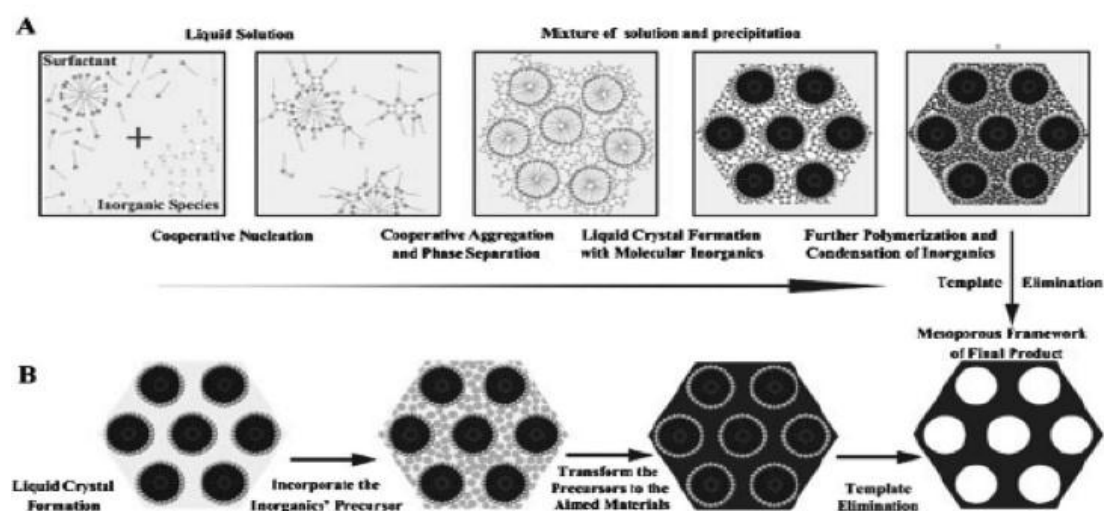 A
Liquid Solution
Mixture of solution and precipitation
Surfactant
+
Inorganic Species
Cooperative Nucleation
Cooperative Aggregation
and Phase Separation
Liquid Crystal Formation
with Molecular Inorganics
Further Polymerization and
Condensation of Inorganics
Template Elimination
Mesoporous Framework
of Final Product
B
Liquid Crystal
Formation
Incorporate the
Inorganics' Precursor
Transform the
Precursors to the
Aimed Materials
Template
Elimination